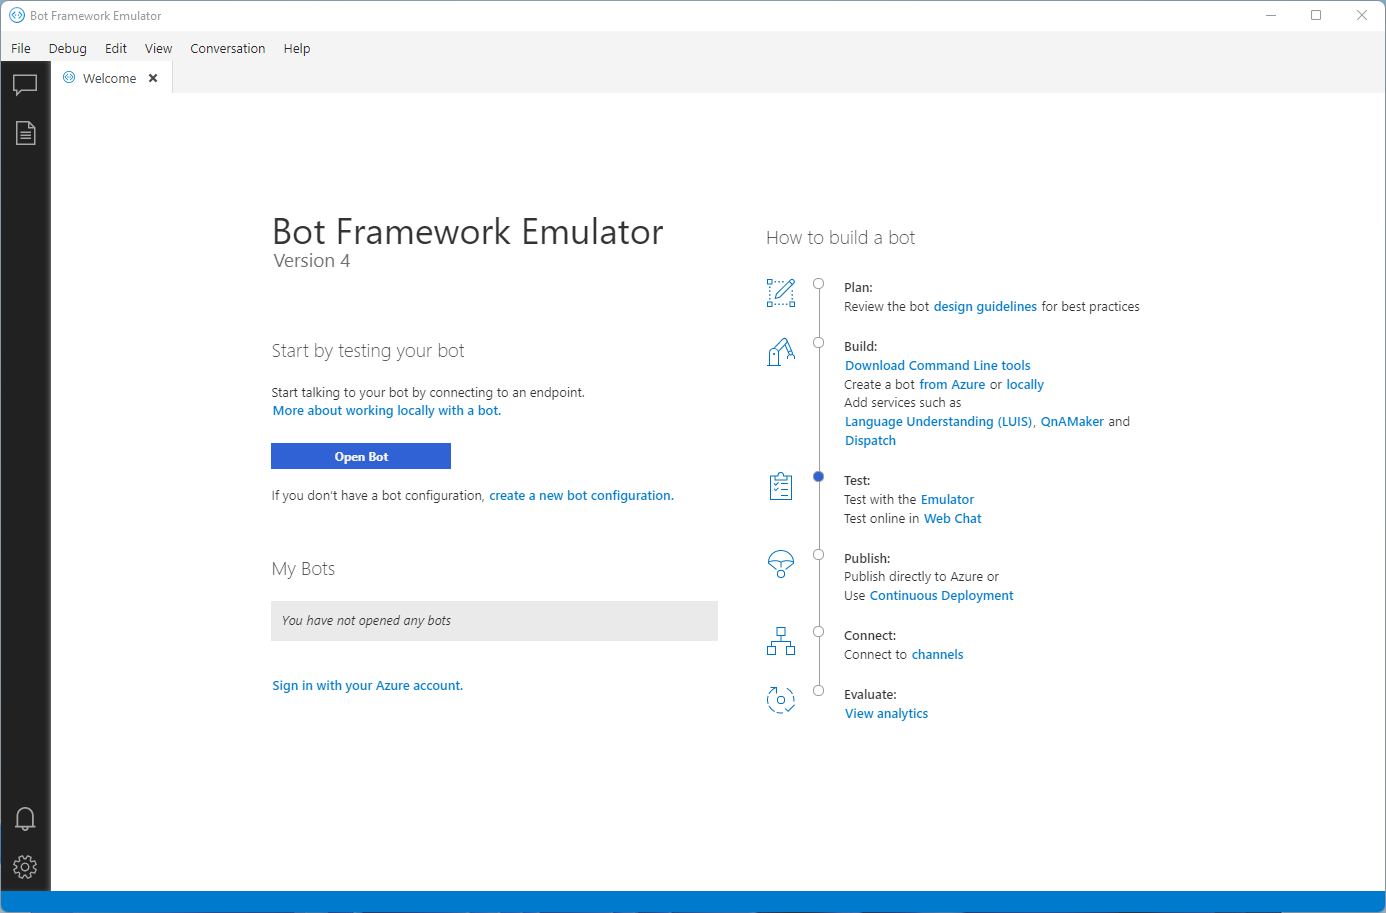 Bot Framework Emulator
File Debug Edit View Conversation Help
Welcome
Bot Framework Emulator
Version 4
Start by testing your bot
Start talking to your bot by connecting to an endpoint.
More about working locally with a bot.
Open Bot
If you don't have a bot configuration, create a new bot configuration.
My Bots
You have not opened any bots
Sign in with your Azure account.
How to build a bot
Plan:
Review the bot design guidelines for best practices
Build:
Download Command Line tools
Create a bot from Azure or locally
Add services such as
Language Understanding (LUIS), QnAMaker and
Dispatch
Test:
Test with the Emulator
Test online in Web Chat
Publish:
Publish directly to Azure or
Use Continuous Deployment
Connect:
Connect to channels
Evaluate:
View analytics